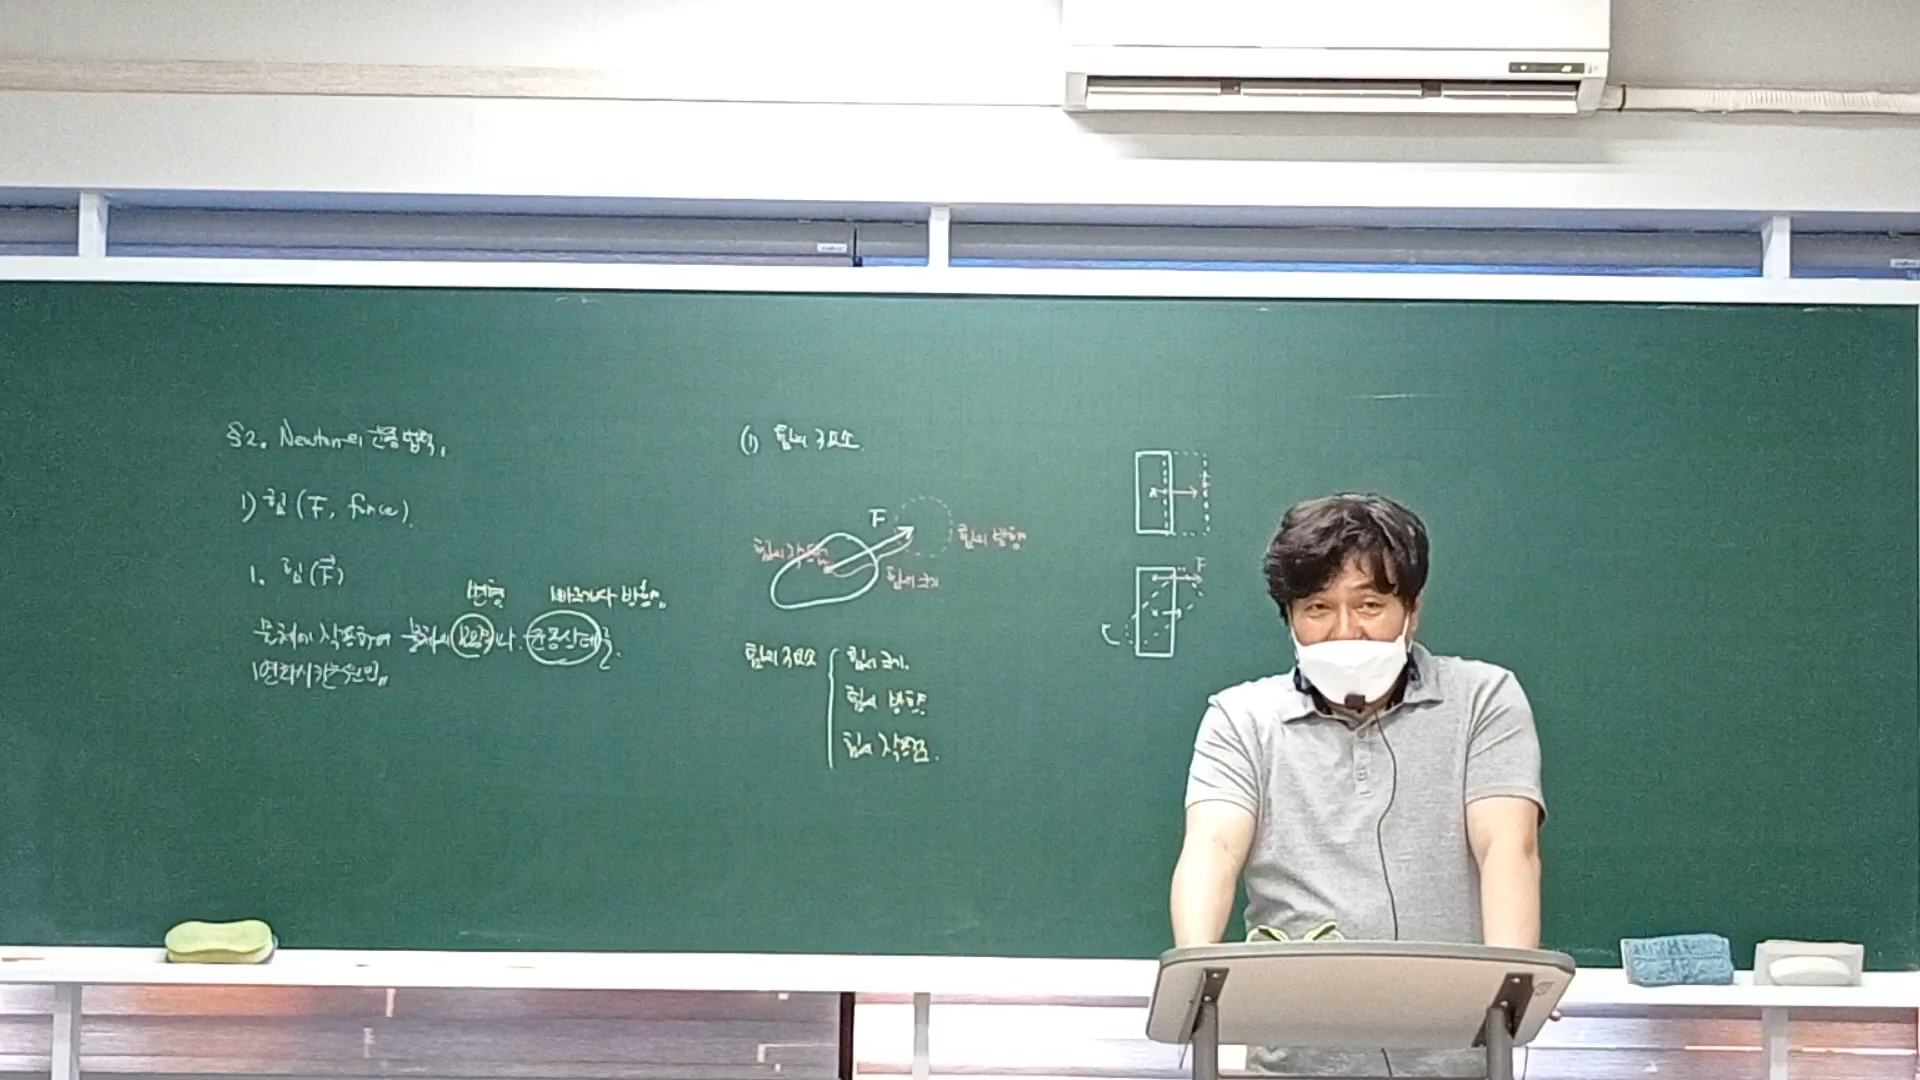 §2. Newton의 운동법칙.
1) 힘 (F, force).
1. 힘 (F⃗)
변형 빠르기나 방향.
물체에 작용하여 물체의 모양이나 운동상태를
변화시키는 원인.
(1) 힘의 3요소.
F
힘의 작용점
힘의 방향
힘의 크기
힘의 3요소
힘의 크기.
힘의 방향
힘의 작용점.
F